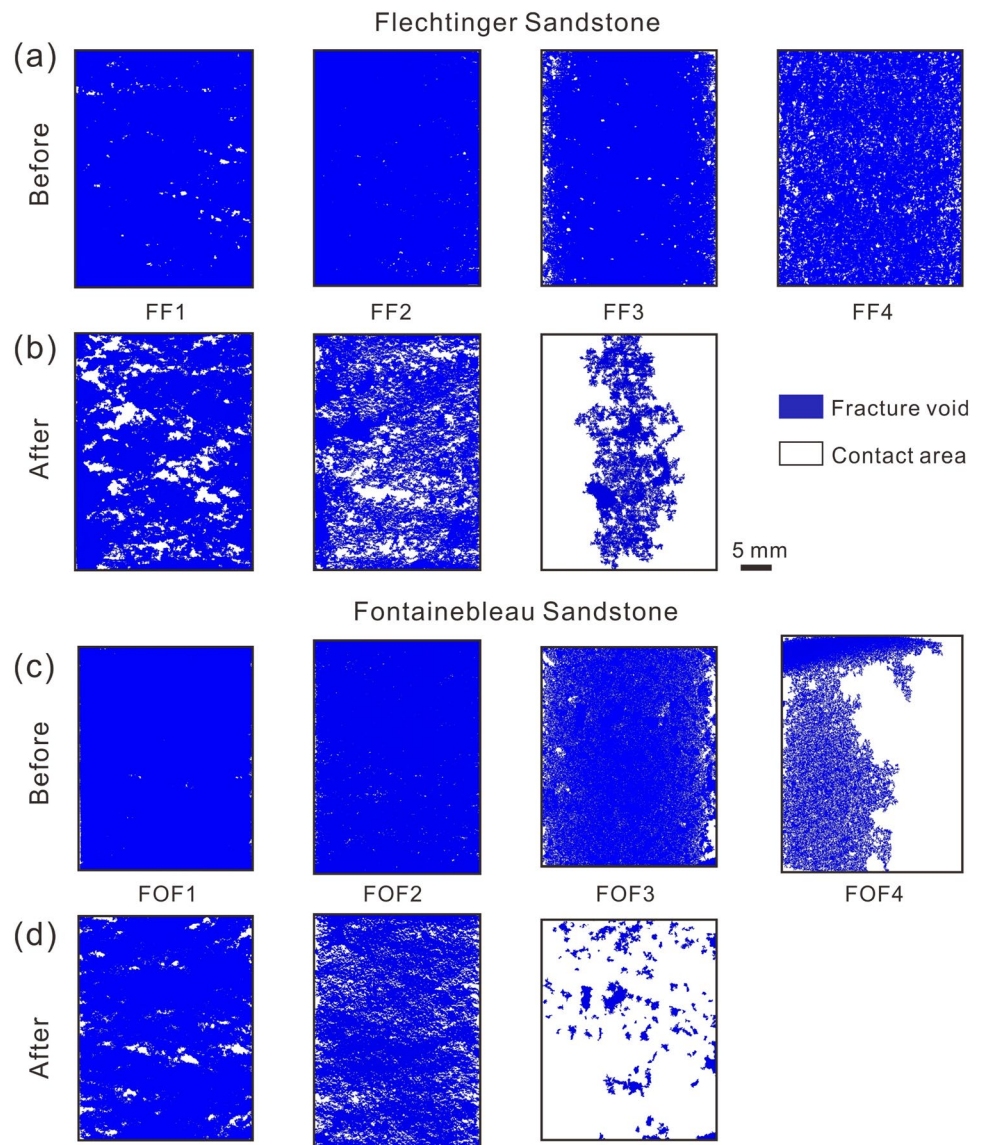 Flechtinger Sandstone
(a)
Before
FF1
FF2
FF3
FF4
(b)
After
Fracture void
Contact area
5 mm
Fontainebleau Sandstone
(c)
Before
FOF1
FOF2
FOF3
FOF4
(d)
After